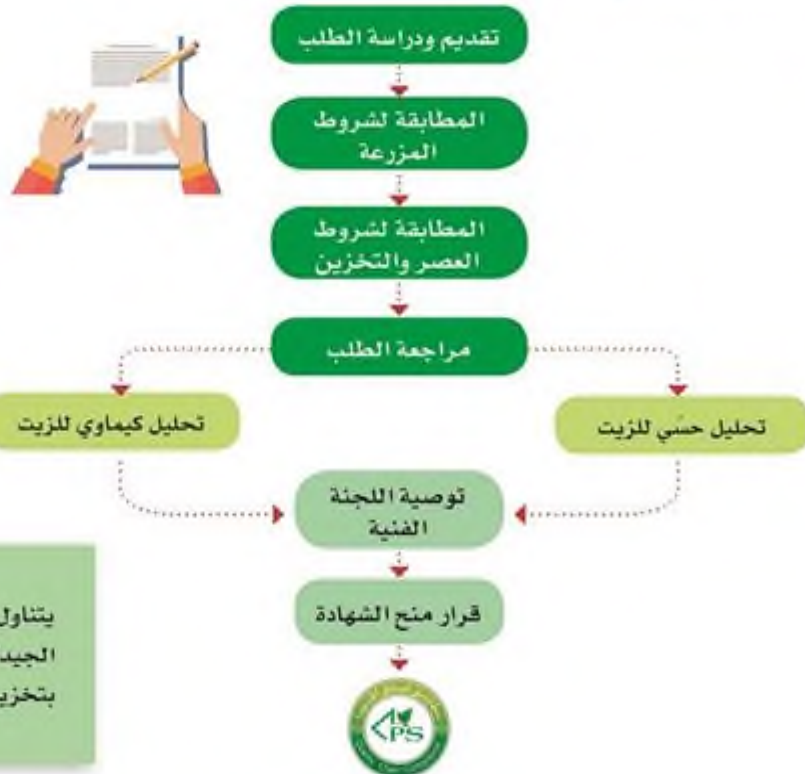 تقديم ودراسة الطلب
المطابقة لشروط
المزرعة
المطابقة لشروط
العصر والتخزين
مراجعة الطلب
تحليل حسّي للزيت
تحليل كيماوي للزيت
توصية اللجنة
الفنية
قرار منح الشهادة
يتناول
الجيد
بتخزي
PS